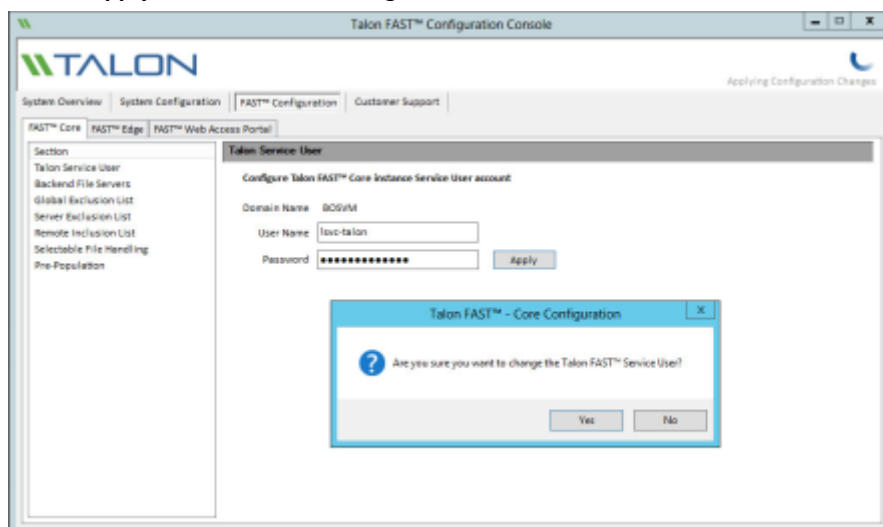 Talon FAST™ Configuration Console
TALON
Applying Configuration Changes
System Overview System Configuration FAST™ Configuration Customer Support
FAST™ Core FAST™ Edge FAST™ Web Access Portal
Section
Talon Service User
Backend File Servers
Global Exclusion List
Server Exclusion List
Remote Inclusion List
Selectable File Handling
Pre-Population
Talon Service User
Configure Talon FAST™ Core instance Service User account
Domain Name BOSVM
User Name svc-talon
Password ●●●●●●●●●●●●●
Apply
Talon FAST™ - Core Configuration
Are you sure you want to change the Talon FAST™ Service User?
Yes No